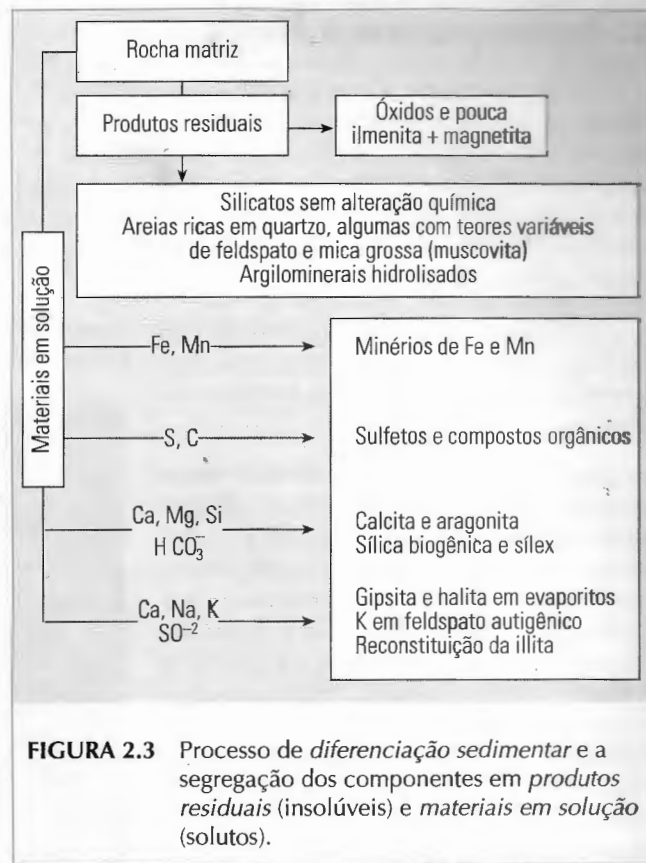 Rocha matriz
Produtos residuais
Óxidos e pouca
ilmenita + magnetita
Silicatos sem alteração química
Areias ricas em quartzo, algumas com teores variáveis
de feldspato e mica grossa (muscovita)
Argilominerais hidrolisados
Materiais em solução
Fe, Mn
Minérios de Fe e Mn
S, C
Sulfetos e compostos orgânicos
Ca, Mg, Si
H CO₃⁻
Calcita e aragonita
Sílica biogênica e sílex
Ca, Na, K
SO⁻²
Gipsita e halita em evaporitos
K em feldspato autigênico
Reconstituição da illita
FIGURA 2.3 Processo de diferenciação sedimentar e a
segregação dos componentes em produtos
residuais (insolúveis) e materiais em solução
(solutos).